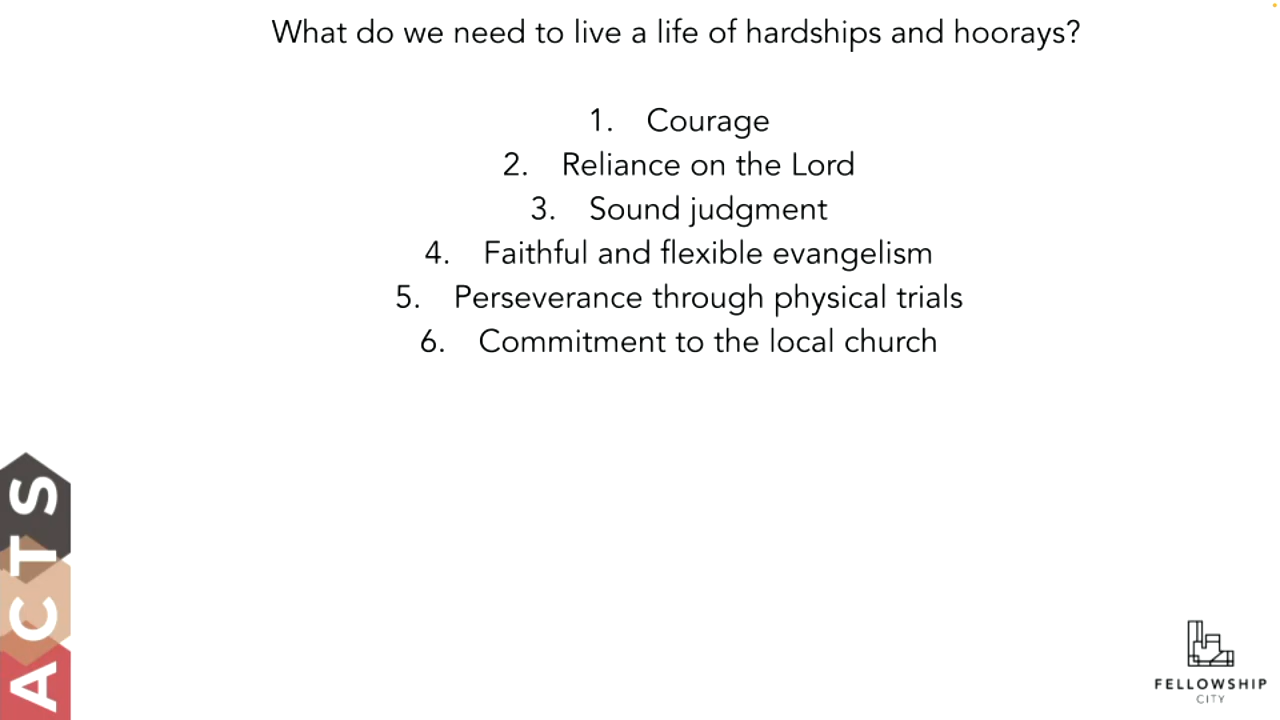 What do we need to live a life of hardships and hoorays?
1. Courage
2. Reliance on the Lord
3. Sound judgment
4. Faithful and flexible evangelism
5. Perseverance through physical trials
6. Commitment to the local church
ACTS
FELLOWSHIP
CITY